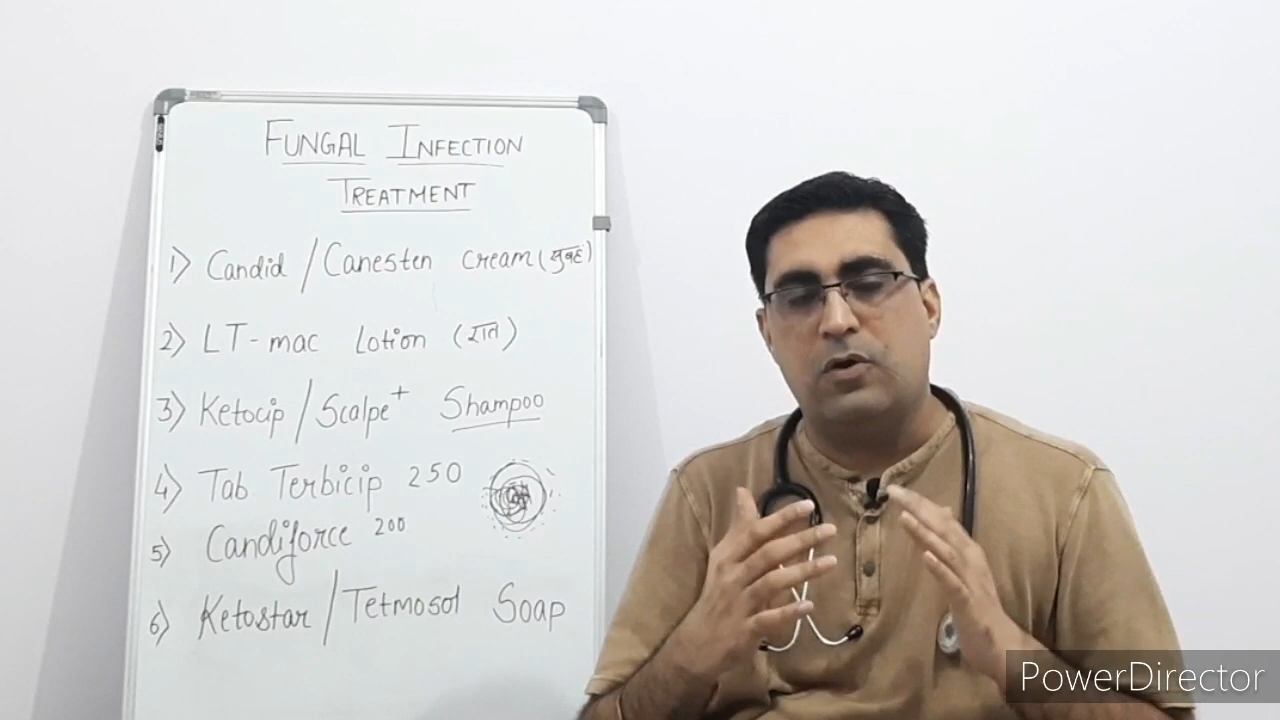 FUNGAL INFECTION
TREATMENT
1) Candid / Canesten cream (सुबह)
2) LT-mac Lotion (रात)
3) Ketocip / Scalpe+ Shampoo
4) Tab Terbicip 250
5) Candiforce 200
6) Ketostar / Tetmosol Soap
PowerDirector